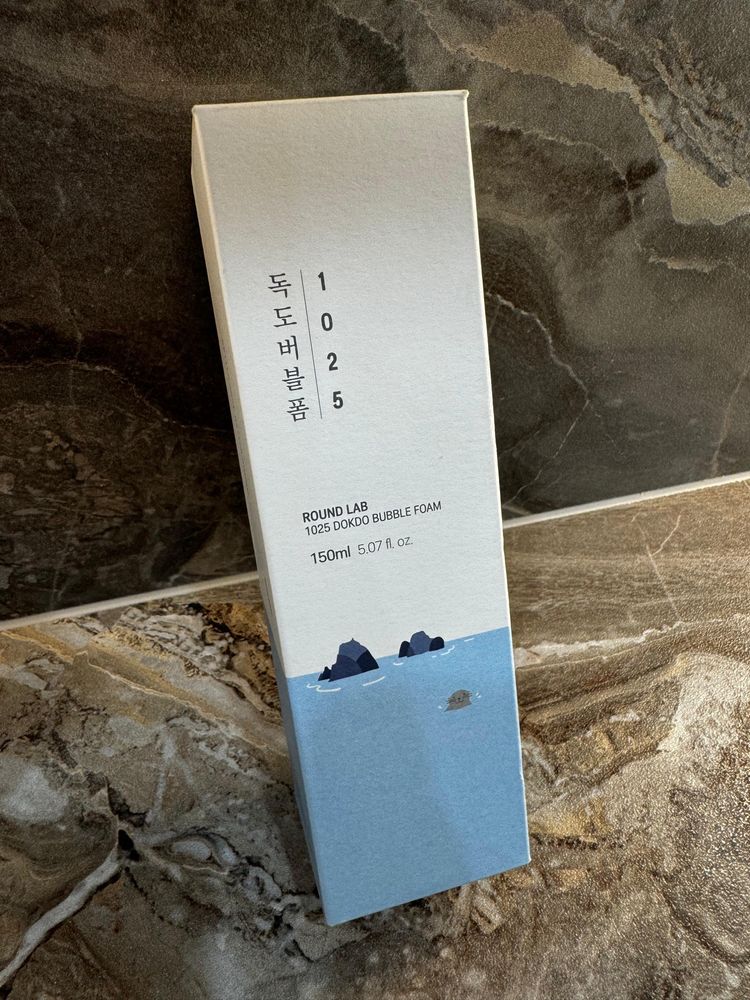 독도버블폼
1025
ROUND LAB
1025 DOKDO BUBBLE FOAM
150ml 5.07 fl. oz.